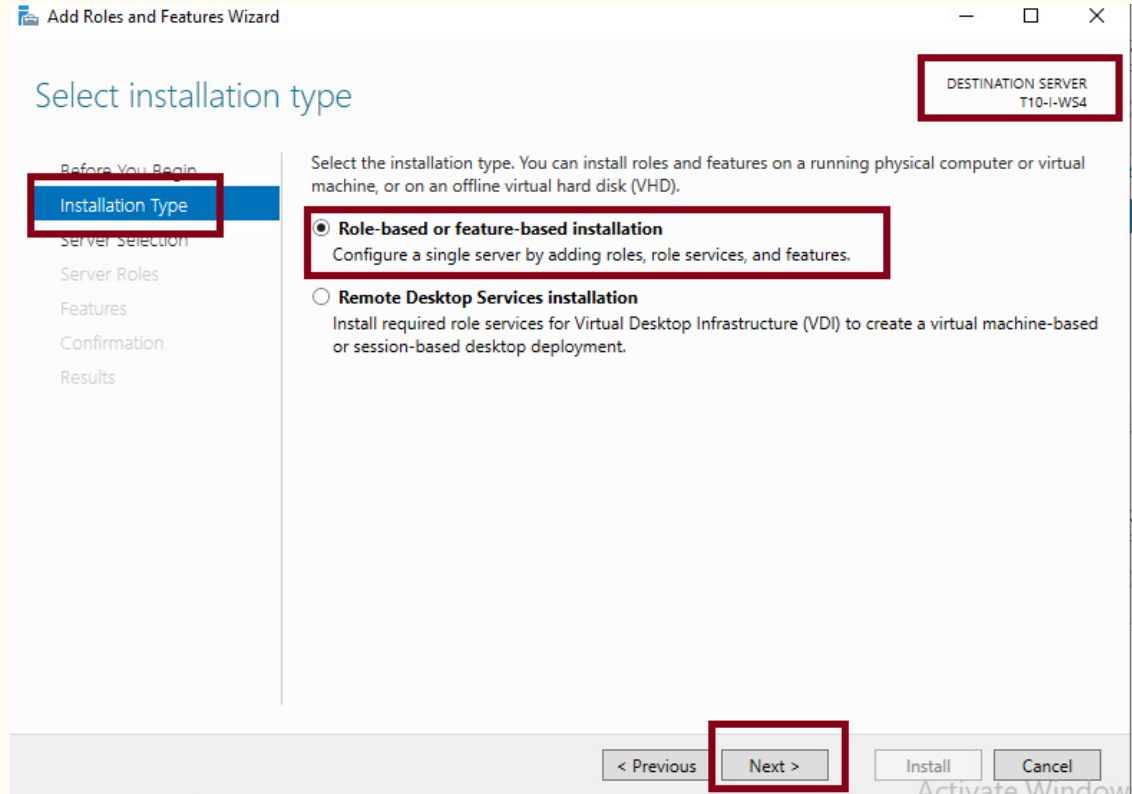 Add Roles and Features Wizard
Select installation type
DESTINATION SERVER
T10-I-WS4
Before You Begin
Installation Type
Server Selection
Server Roles
Features
Confirmation
Results
Select the installation type. You can install roles and features on a running physical computer or virtual
machine, or on an offline virtual hard disk (VHD).
Role-based or feature-based installation
Configure a single server by adding roles, role services, and features.
Remote Desktop Services installation
Install required role services for Virtual Desktop Infrastructure (VDI) to create a virtual machine-based
or session-based desktop deployment.
< Previous
Next >
Install
Cancel
Activate Window